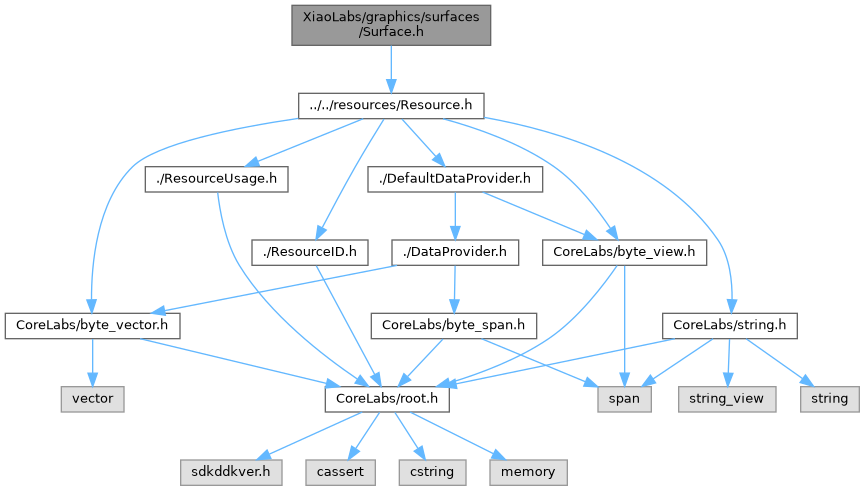 XiaoLabs/graphics/surfaces
/Surface.h
../../resources/Resource.h
./ResourceUsage.h
./DefaultDataProvider.h
./ResourceID.h
./DataProvider.h
CoreLabs/byte_view.h
CoreLabs/byte_vector.h
CoreLabs/byte_span.h
CoreLabs/string.h
vector
CoreLabs/root.h
span
string_view
string
sdkddkver.h
cassert
cstring
memory